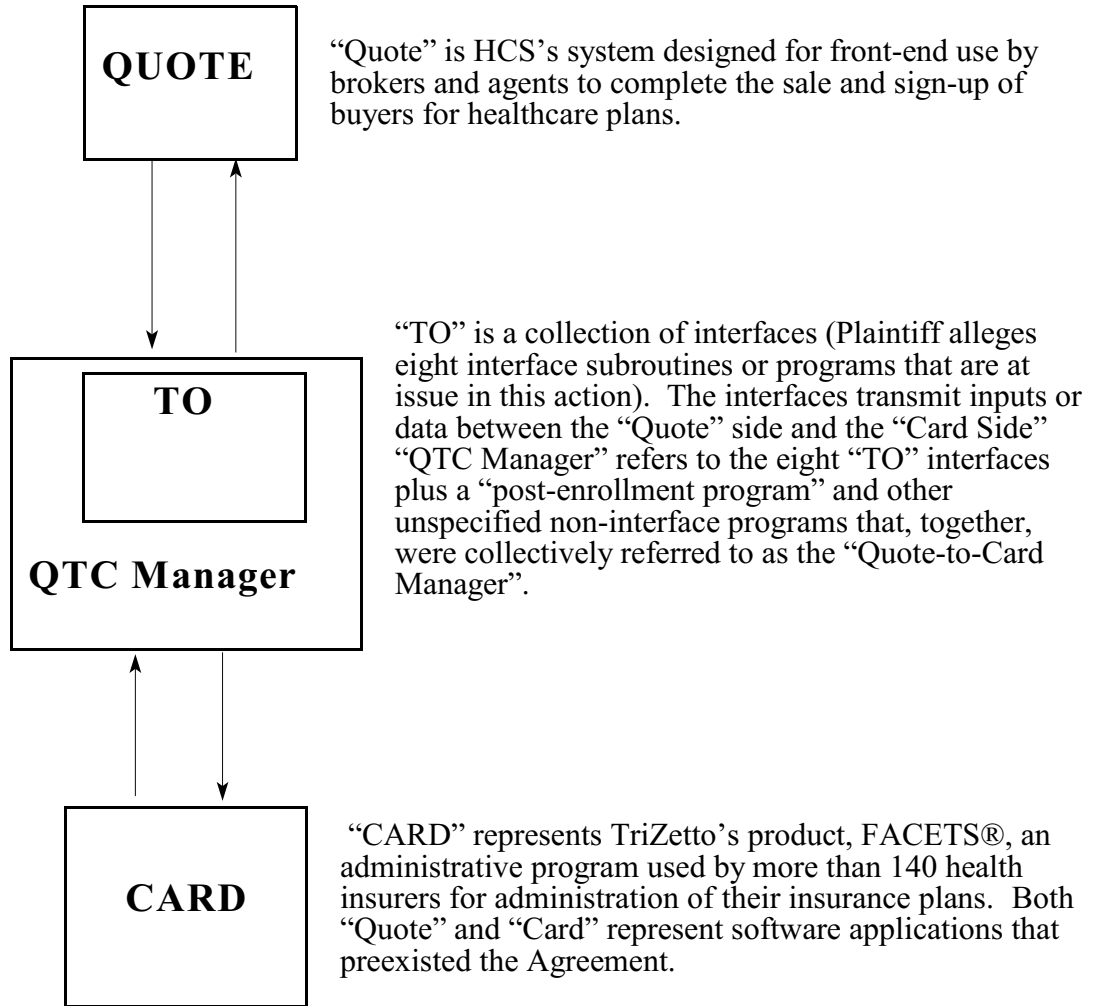 QUOTE
“Quote” is HCS’s system designed for front-end use by
brokers and agents to complete the sale and sign-up of
buyers for healthcare plans.
TO
QTC Manager
“TO” is a collection of interfaces (Plaintiff alleges
eight interface subroutines or programs that are at
issue in this action).  The interfaces transmit inputs or
data between the “Quote” side and the “Card Side”
“QTC Manager” refers to the eight “TO” interfaces
plus a “post-enrollment program” and other
unspecified non-interface programs that, together,
were collectively referred to as the “Quote-to-Card
Manager”.
CARD
“CARD” represents TriZetto’s product, FACETS®, an
administrative program used by more than 140 health
insurers for administration of their insurance plans.  Both
“Quote” and “Card” represent software applications that
preexisted the Agreement.